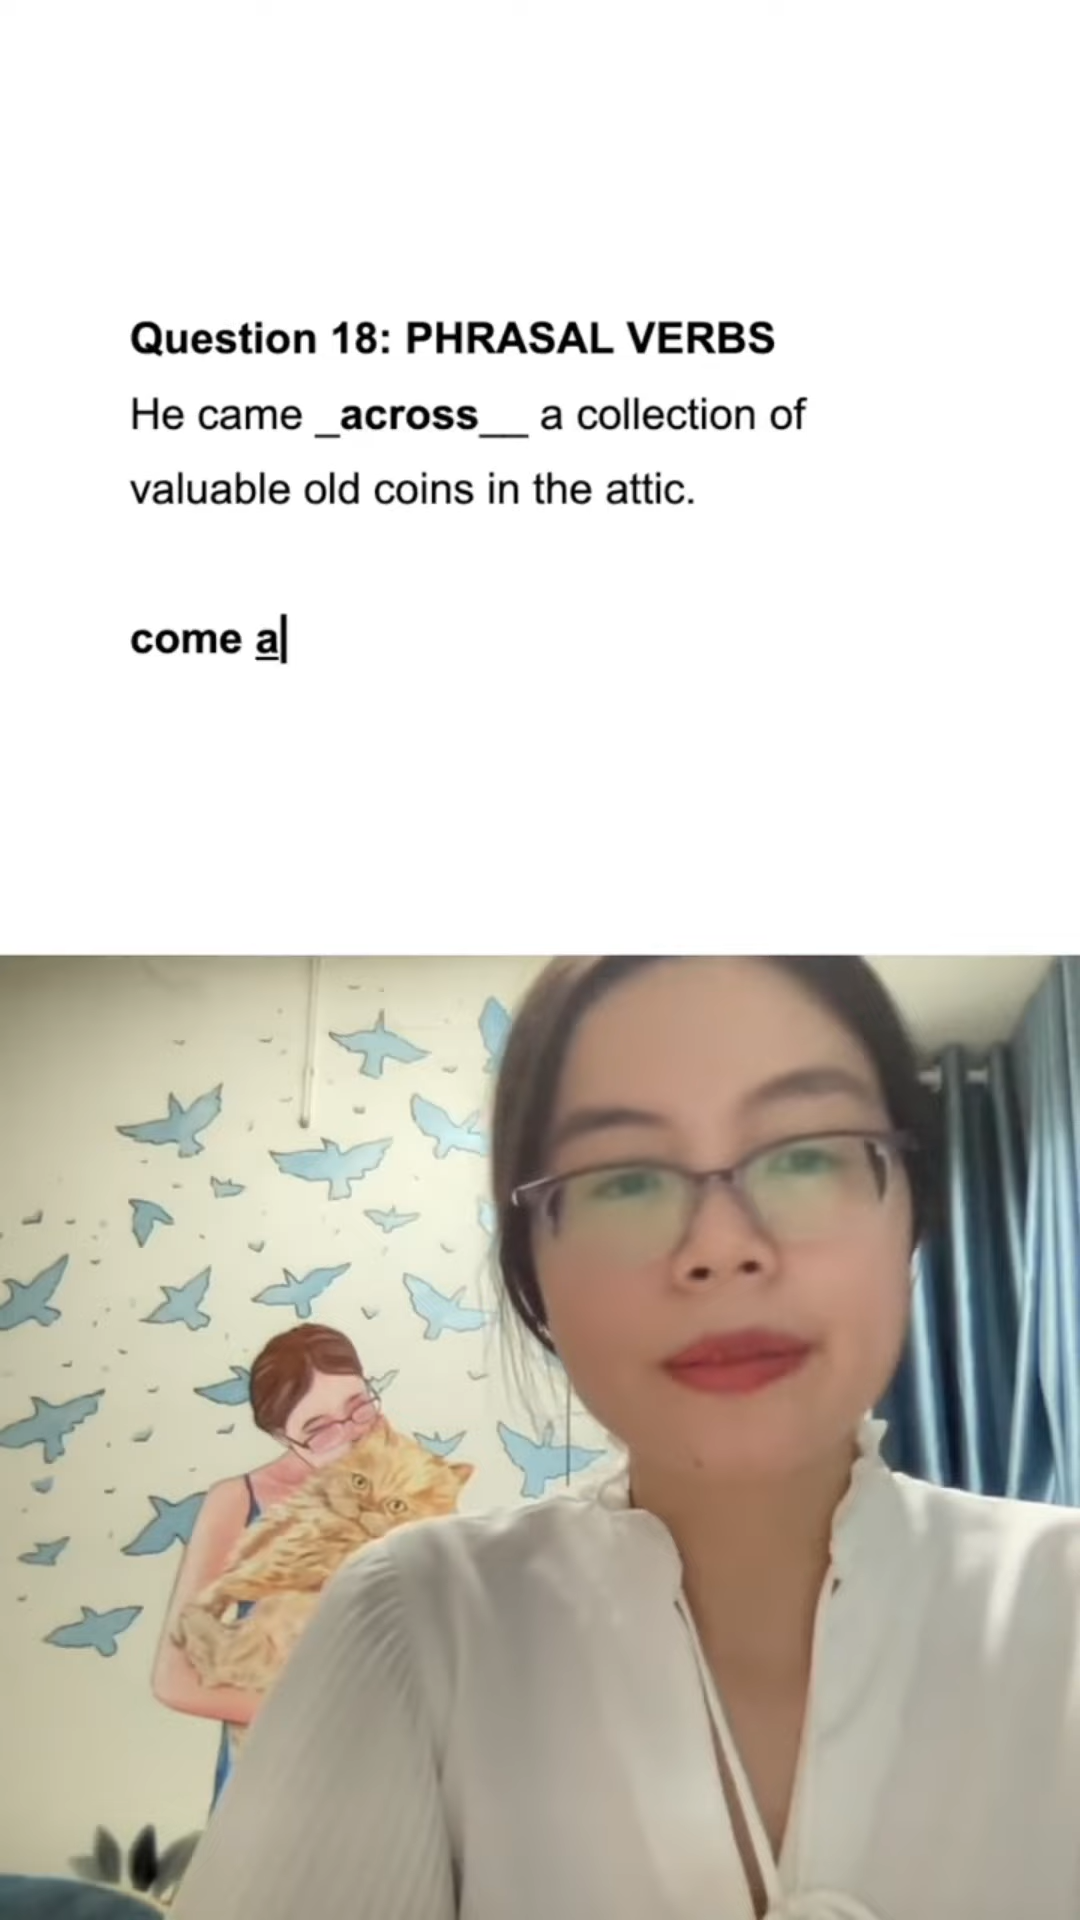 Question 18: PHRASAL VERBS
He came _across__ a collection of
valuable old coins in the attic.
come a